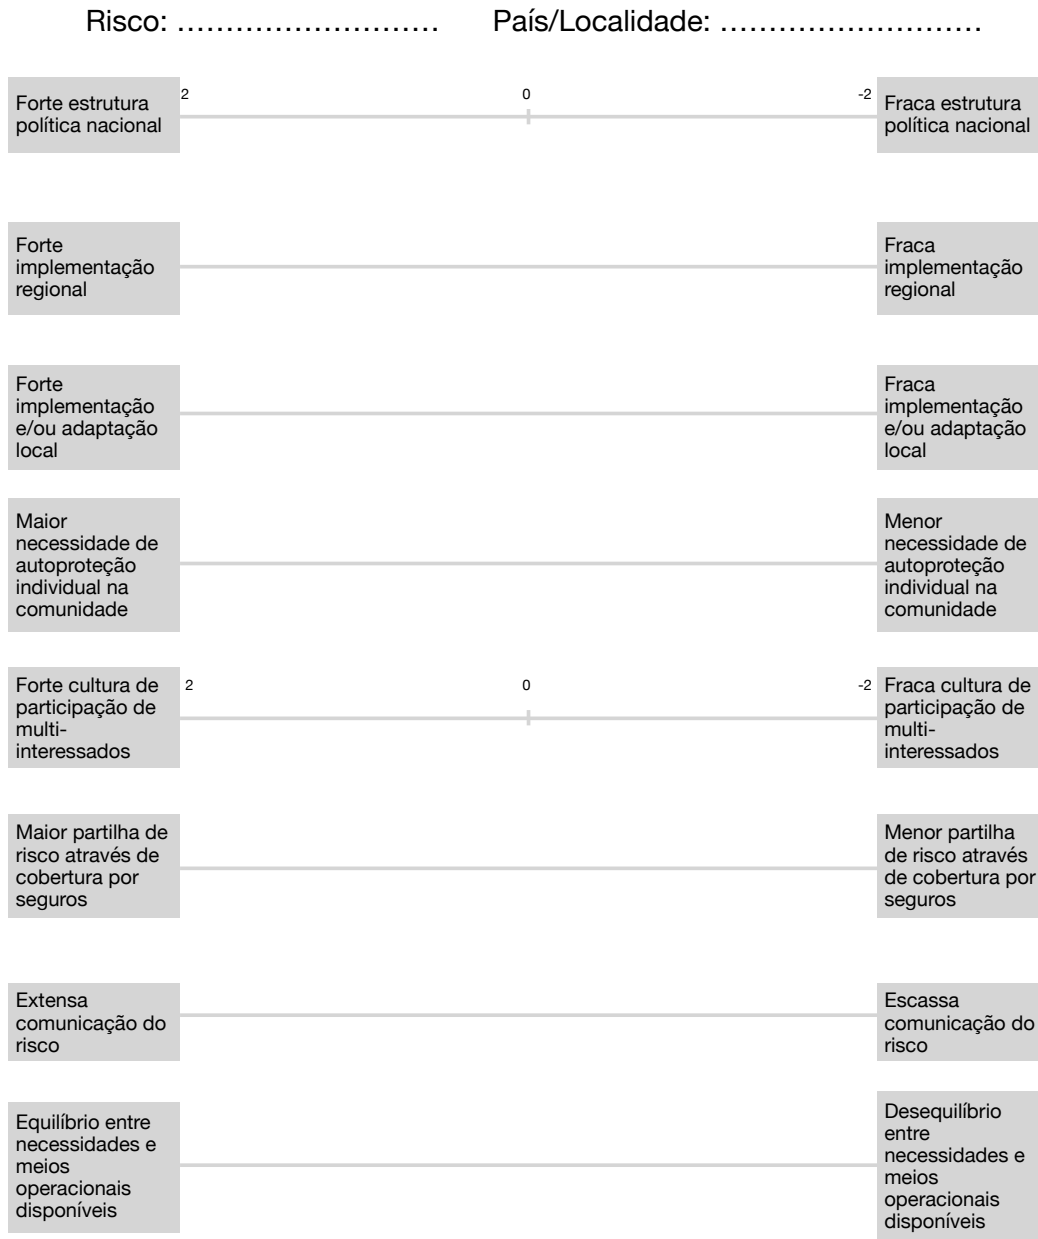 Risco: ........................... País/Localidade: ...........................
Forte estrutura
política nacional
2 0 -2
Fraca estrutura
política nacional
Forte
implementação
regional
Fraca
implementação
regional
Forte
implementação
e/ou adaptação
local
Fraca
implementação
e/ou adaptação
local
Maior
necessidade de
autoproteção
individual na
comunidade
Menor
necessidade de
autoproteção
individual na
comunidade
Forte cultura de
participação de
multi-
interessados
2 0 -2
Fraca cultura de
participação de
multi-
interessados
Maior partilha de
risco através de
cobertura por
seguros
Menor partilha
de risco através
de cobertura por
seguros
Extensa
comunicação do
risco
Escassa
comunicação do
risco
Equilíbrio entre
necessidades e
meios
operacionais
disponíveis
Desequilíbrio
entre
necessidades e
meios
operacionais
disponíveis